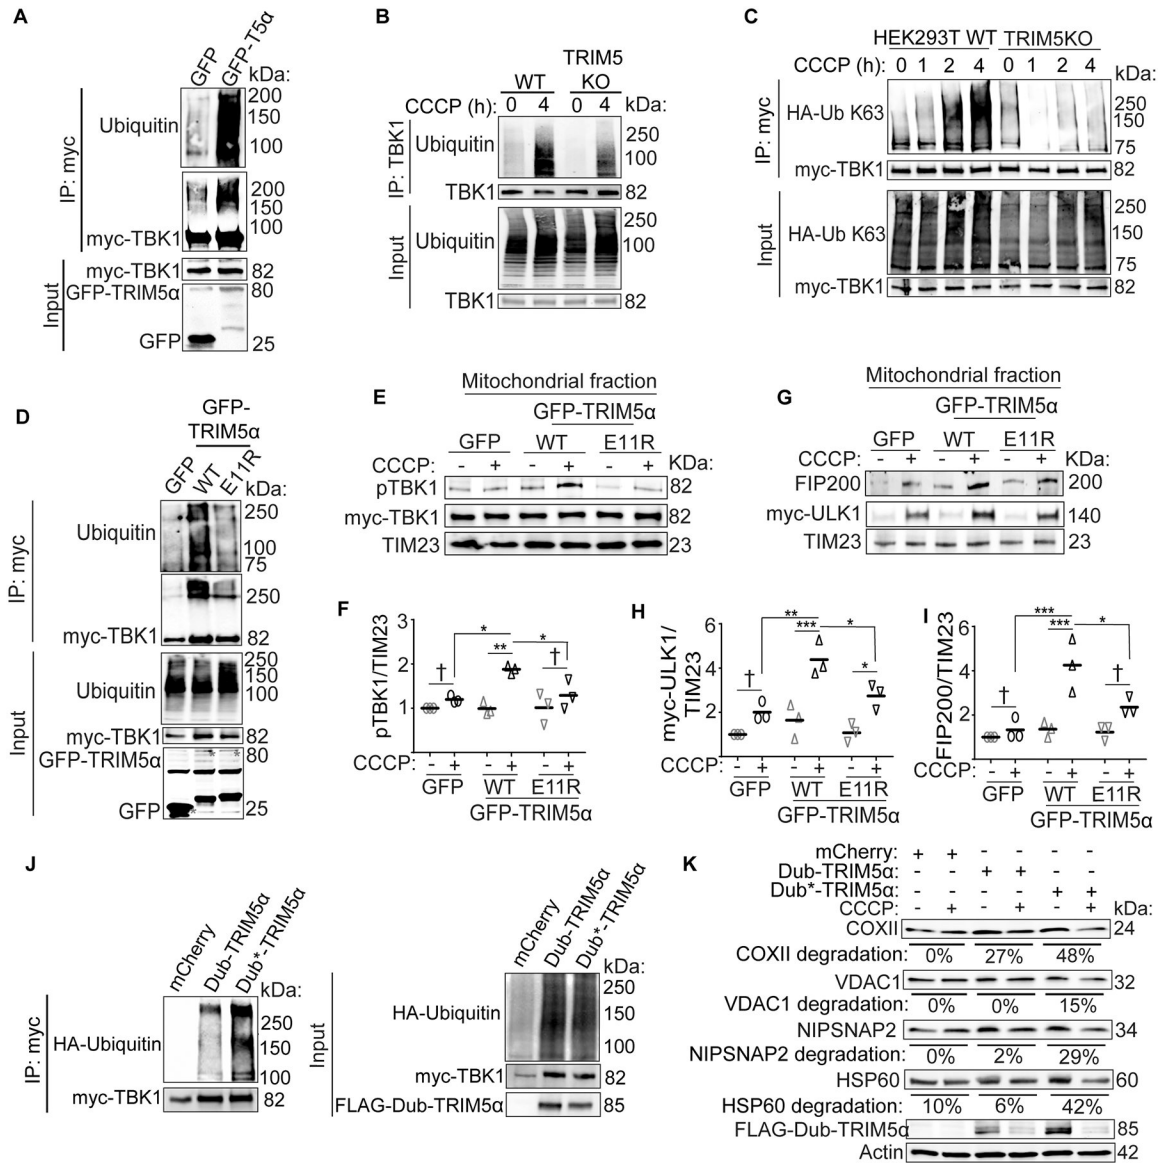 A
GFP
GFP-T5α
kDa:
IP: myc
Ubiquitin
200
150
100
200
150
100
myc-TBK1
Input
myc-TBK1
82
GFP-TRIM5α
80
GFP
25
B
WT
TRIM5
KO
CCCP (h): 0 4 0 4 kDa:
IP: TBK1
Ubiquitin
250
100
TBK1
82
Input
Ubiquitin
250
100
TBK1
82
C
HEK293T WT TRIM5KO
CCCP (h): 0 1 2 4 0 1 2 4 kDa:
IP: myc
HA-Ub K63
250
150
75
myc-TBK1
82
Input
HA-Ub K63
250
150
75
myc-TBK1
82
D
GFP-
TRIM5α
GFP
WT
E11R
kDa:
IP: myc
Ubiquitin
250
100
75
250
myc-TBK1
82
Input
Ubiquitin
250
150
100
myc-TBK1
82
GFP-TRIM5α
* *
80
GFP
*
25
E
Mitochondrial fraction
GFP-TRIM5α
GFP WT E11R
CCCP: - + - + - + KDa:
pTBK1 82
myc-TBK1 82
TIM23 23
G
Mitochondrial fraction
GFP-TRIM5α
GFP WT E11R
CCCP: - + - + - + KDa:
FIP200 200
myc-ULK1 140
TIM23 23
F
pTBK1/TIM23
3
2
1
* * ** † †
CCCP: - + - + - +
GFP WT E11R
GFP-TRIM5α
H
myc-ULK1/
TIM23
6
4
2
** *** * † *
CCCP: - + - + - +
GFP WT E11R
GFP-TRIM5α
I
FIP200/TIM23
6
4
2
*** *** * † †
CCCP: - + - + - +
GFP WT E11R
GFP-TRIM5α
J
mCherry
Dub-TRIM5α
Dub*-TRIM5α
kDa:
IP: myc
HA-Ubiquitin
250
150
100
myc-TBK1
82
mCherry
Dub-TRIM5α
Dub*-TRIM5α
kDa:
Input
HA-Ubiquitin
250
150
100
myc-TBK1
82
FLAG-Dub-TRIM5α
85
K
mCherry: + + - - - -
Dub-TRIM5α: - - + + - -
Dub*-TRIM5α: - - - - + +
CCCP: - + - + - + kDa:
COXII 24
COXII degradation: 0% 27% 48%
VDAC1 32
VDAC1 degradation: 0% 0% 15%
NIPSNAP2 34
NIPSNAP2 degradation: 0% 2% 29%
HSP60 60
HSP60 degradation: 10% 6% 42%
FLAG-Dub-TRIM5α 85
Actin 42